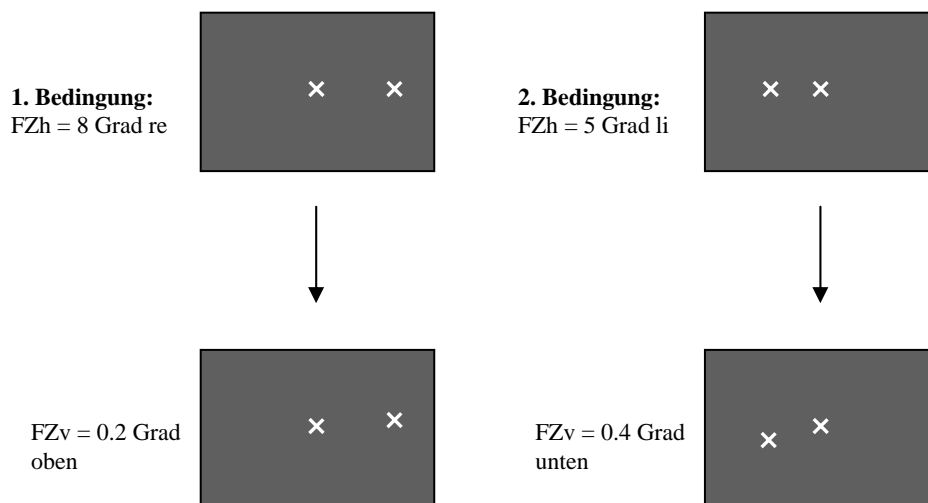 1. Bedingung:
FZh = 8 Grad re
2. Bedingung:
FZh = 5 Grad li
FZv = 0.2 Grad
oben
FZv = 0.4 Grad
unten